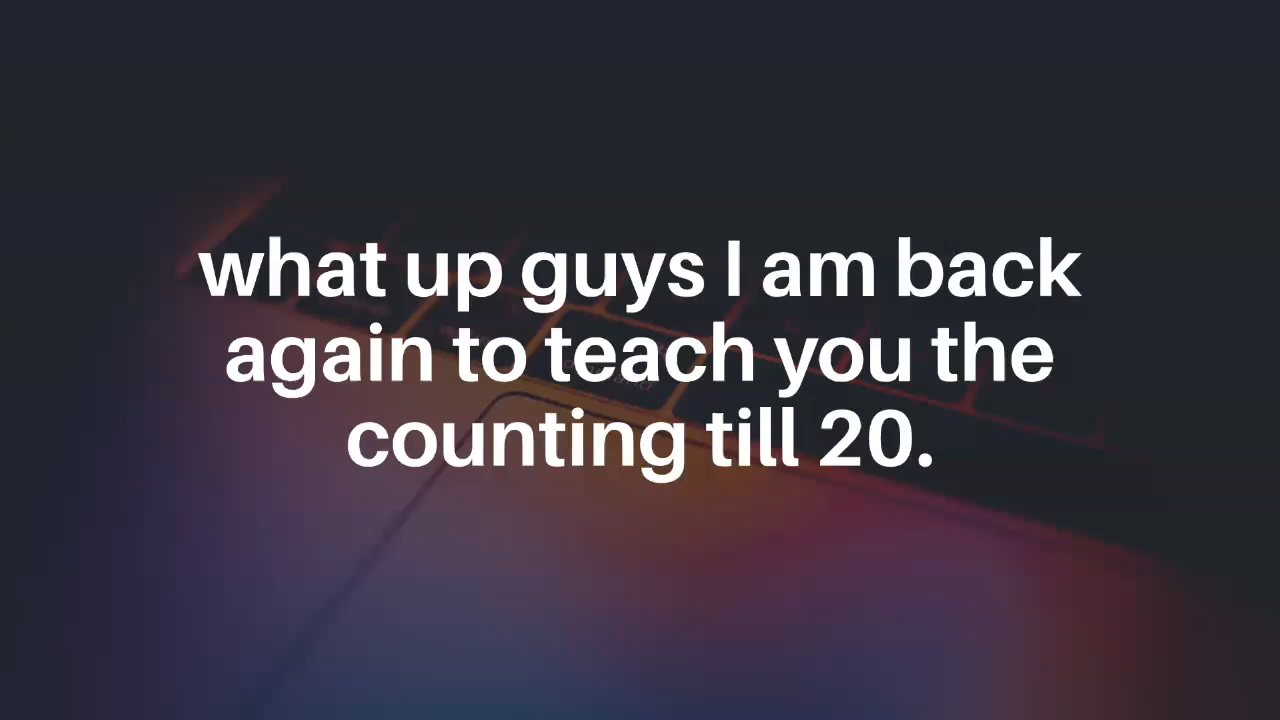 what up guys I am back
again to teach you the
counting till 20.